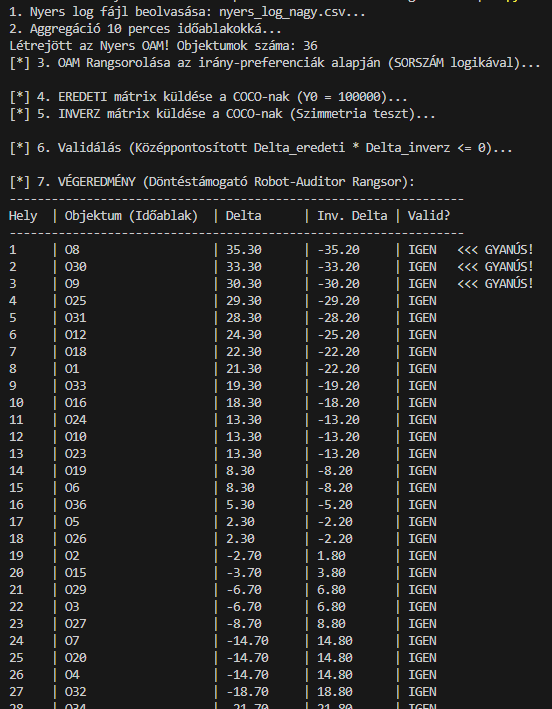 1. Nyers log fájl beolvasása: nyers_log_nagy.csv...
2. Aggregáció 10 perces időablakokká...
Létrejött az Nyers OAM! Objektumok száma: 36
[*] 3. OAM Rangsorolása az irány-preferenciák alapján (SORSZÁM logikával)...
[*] 4. EREDETI mátrix küldése a COCO-nak (Y0 = 100000)...
[*] 5. INVERZ mátrix küldése a COCO-nak (Szimmetria teszt)...
[*] 6. Validálás (Középpontosított Delta_eredeti * Delta_inverz <= 0)...
[*] 7. VÉGEREDMÉNY (Döntéstámogató Robot-Auditor Rangsor):
----------------------------------------------------------------
Hely | Objektum (Időablak) | Delta | Inv. Delta | Valid?
----------------------------------------------------------------
1 | O8 | 35.30 | -35.20 | IGEN <<< GYANÚS!
2 | O30 | 33.30 | -33.20 | IGEN <<< GYANÚS!
3 | O9 | 30.30 | -30.20 | IGEN <<< GYANÚS!
4 | O25 | 29.30 | -29.20 | IGEN
5 | O31 | 28.30 | -28.20 | IGEN
6 | O12 | 24.30 | -25.20 | IGEN
7 | O18 | 22.30 | -22.20 | IGEN
8 | O1 | 21.30 | -22.20 | IGEN
9 | O33 | 19.30 | -19.20 | IGEN
10 | O16 | 18.30 | -18.20 | IGEN
11 | O24 | 13.30 | -13.20 | IGEN
12 | O10 | 13.30 | -13.20 | IGEN
13 | O23 | 13.30 | -13.20 | IGEN
14 | O19 | 8.30 | -8.20 | IGEN
15 | O6 | 8.30 | -8.20 | IGEN
16 | O36 | 5.30 | -5.20 | IGEN
17 | O5 | 2.30 | -2.20 | IGEN
18 | O26 | 2.30 | -2.20 | IGEN
19 | O2 | -2.70 | 1.80 | IGEN
20 | O15 | -3.70 | 3.80 | IGEN
21 | O29 | -6.70 | 6.80 | IGEN
22 | O3 | -6.70 | 6.80 | IGEN
23 | O27 | -8.70 | 8.80 | IGEN
24 | O7 | -14.70 | 14.80 | IGEN
25 | O20 | -14.70 | 14.80 | IGEN
26 | O4 | -14.70 | 14.80 | IGEN
27 | O32 | -18.70 | 18.80 | IGEN
28 | O34 | -21.70 | 21.80 | IGEN